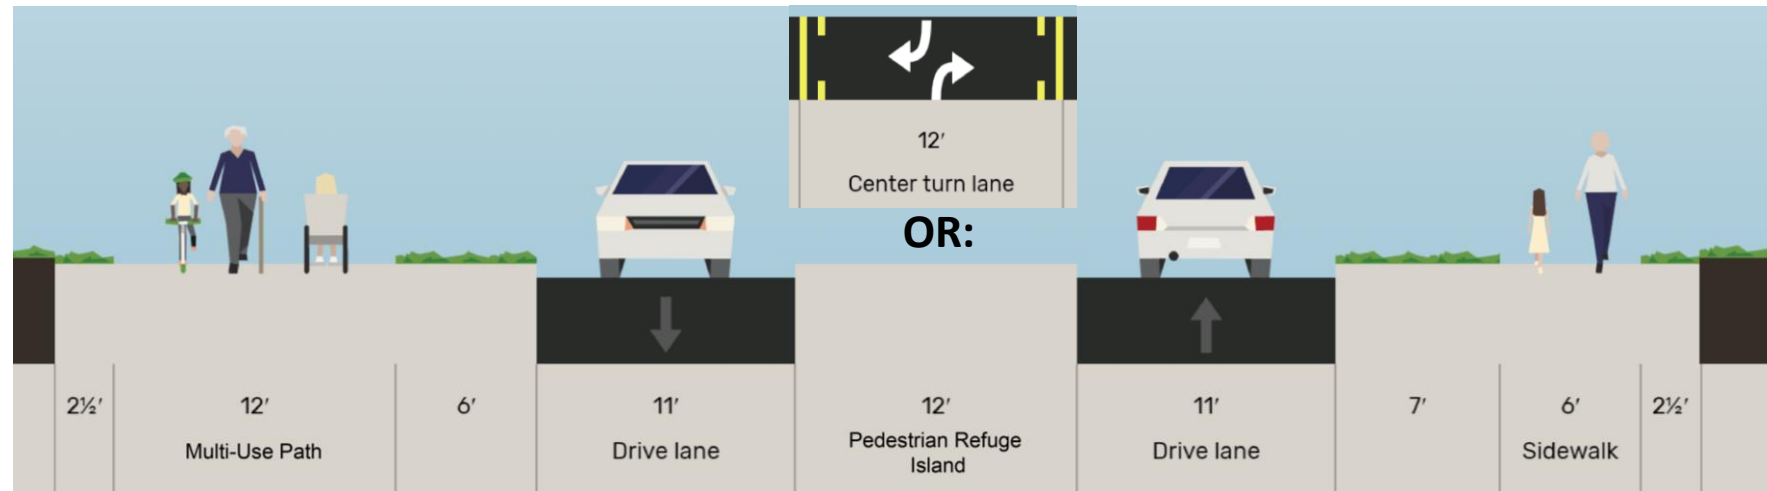 12′
Center turn lane
OR:
2½′
12′
6′
11′
12′
11′
7′
6′
2½′
Multi-Use Path
Drive lane
Pedestrian Refuge
Island
Drive lane
Sidewalk